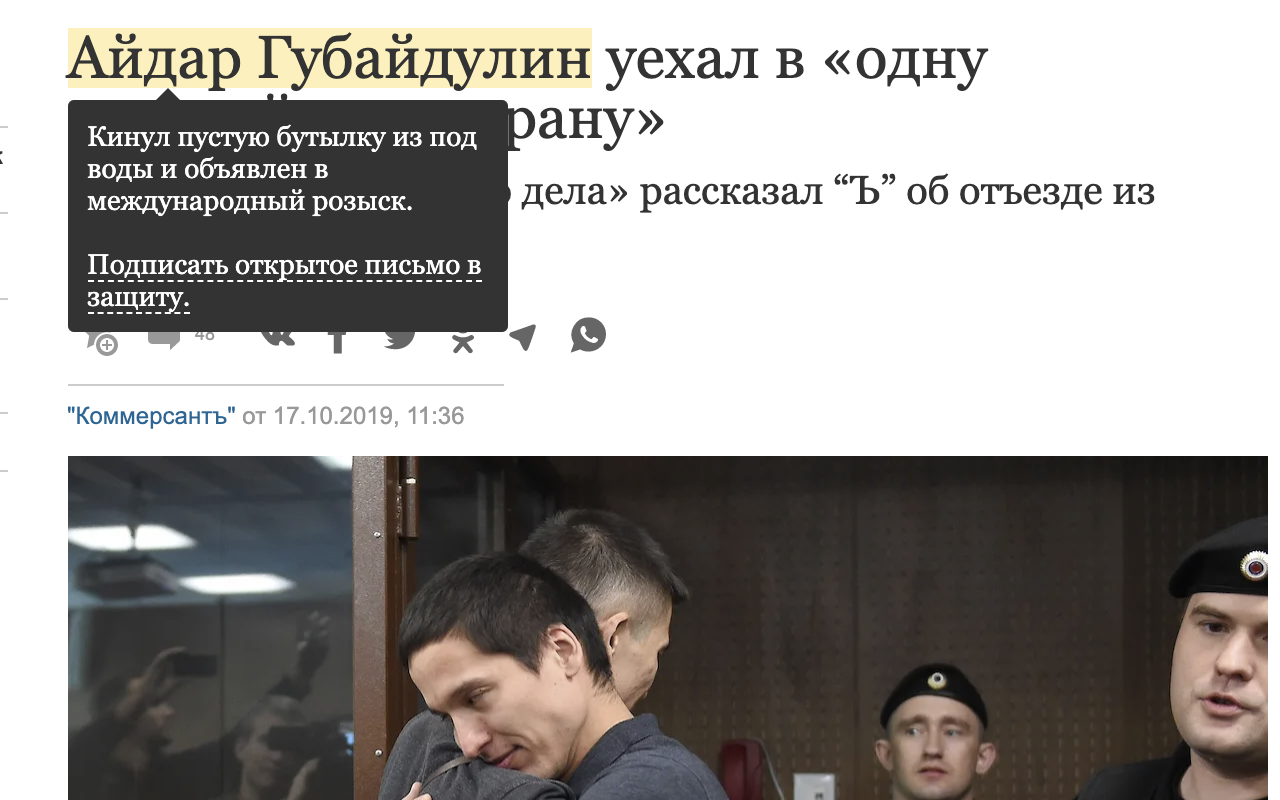 Айдар Губайдулин уехал в «одну
рану»
Кинул пустую бутылку из под
воды и объявлен в
международный розыск.
Подписать открытое письмо в
защиту.
дела» рассказал “Ъ” об отъезде из
48
"Коммерсантъ" от 17.10.2019, 11:36